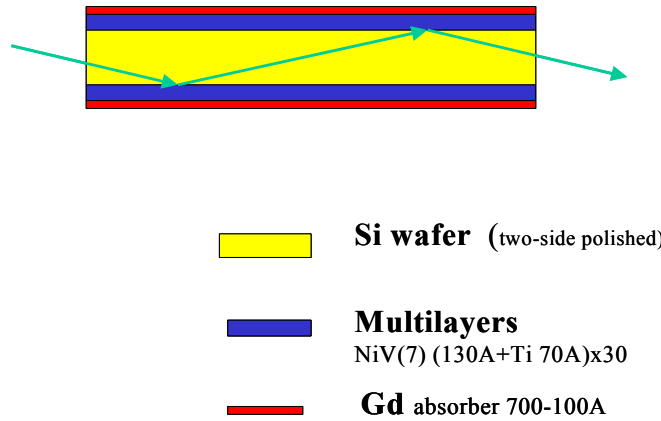 Si wafer (two-side polished)
Multilayers
NiV(7) (130A+Ti 70A)x30
Gd absorber 700-100A